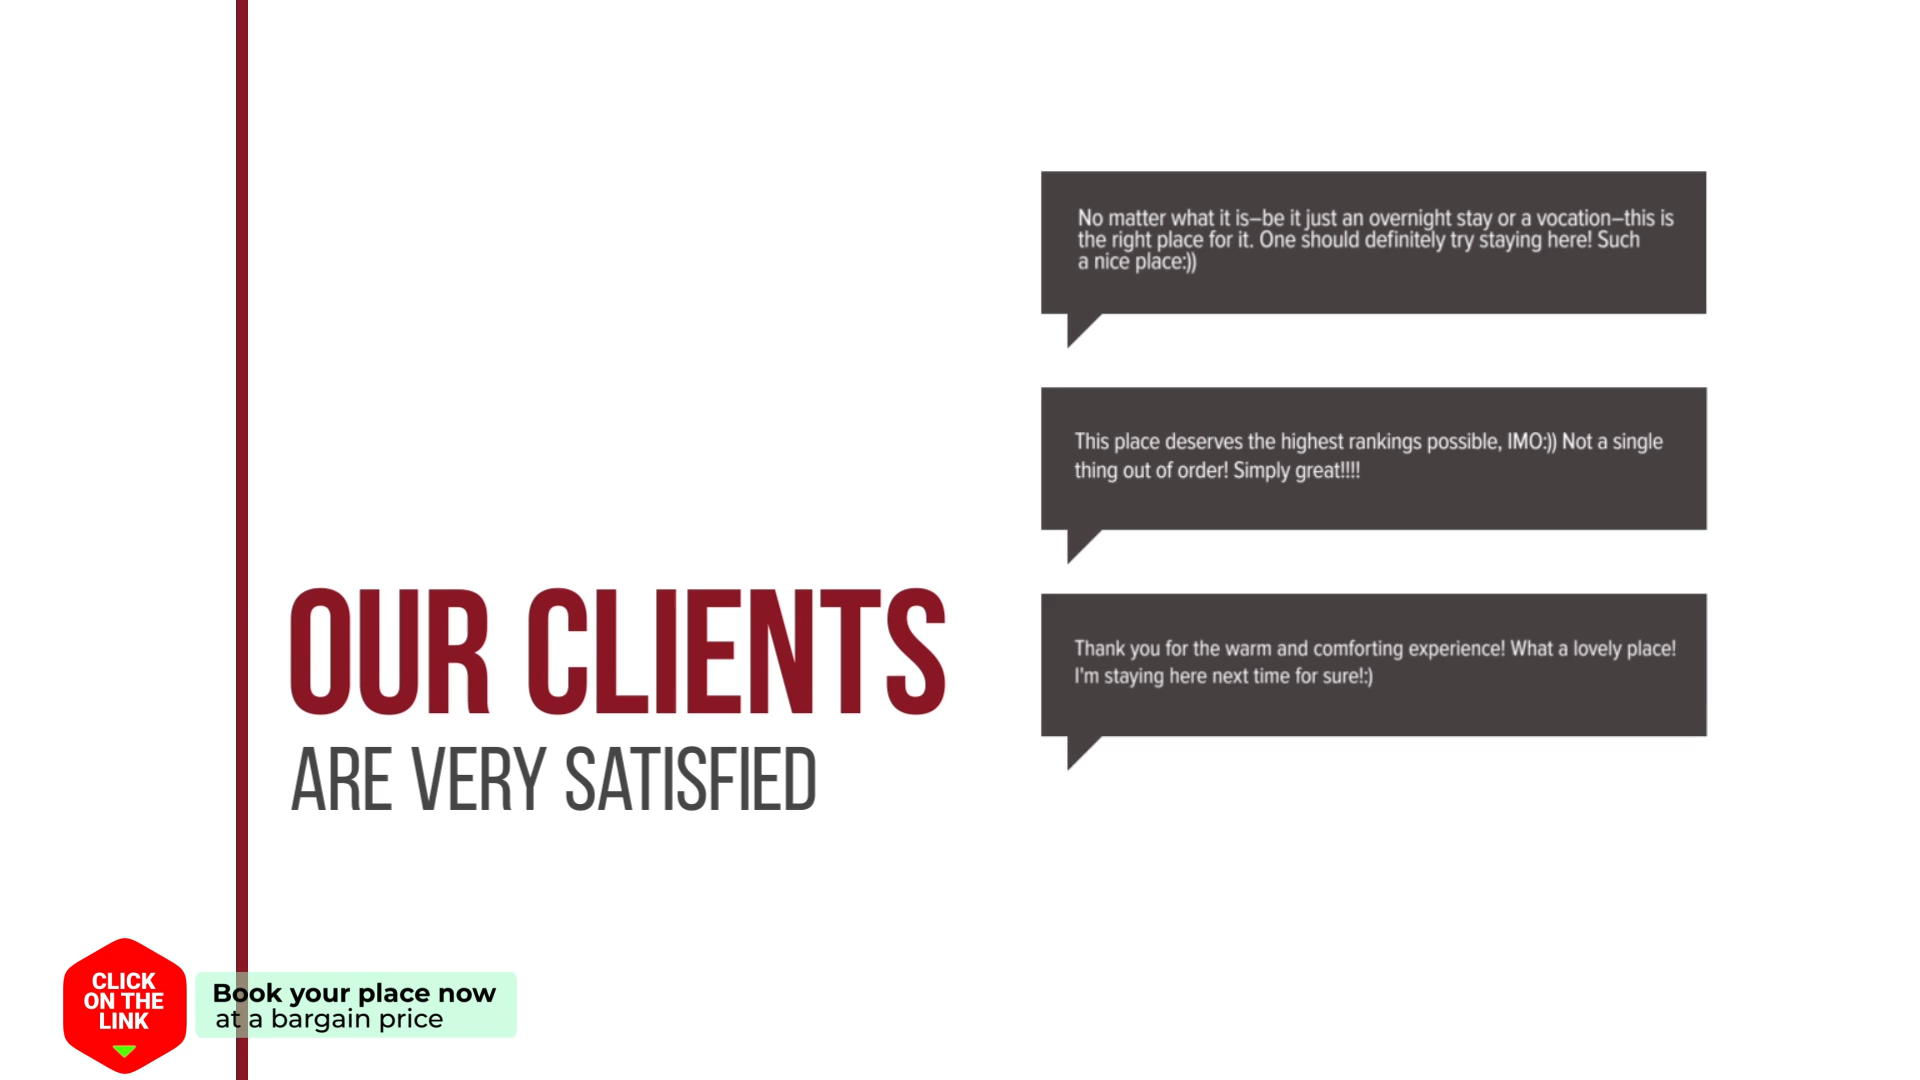 No matter what it is–be it just an overnight stay or a vocation–this is
the right place for it. One should definitely try staying here! Such
a nice place:))
This place deserves the highest rankings possible, IMO:)) Not a single
thing out of order! Simply great!!!!
OUR CLIENTS
ARE VERY SATISFIED
Thank you for the warm and comforting experience! What a lovely place!
I'm staying here next time for sure!:)
CLICK
ON THE
LINK
Book your place now
at a bargain price